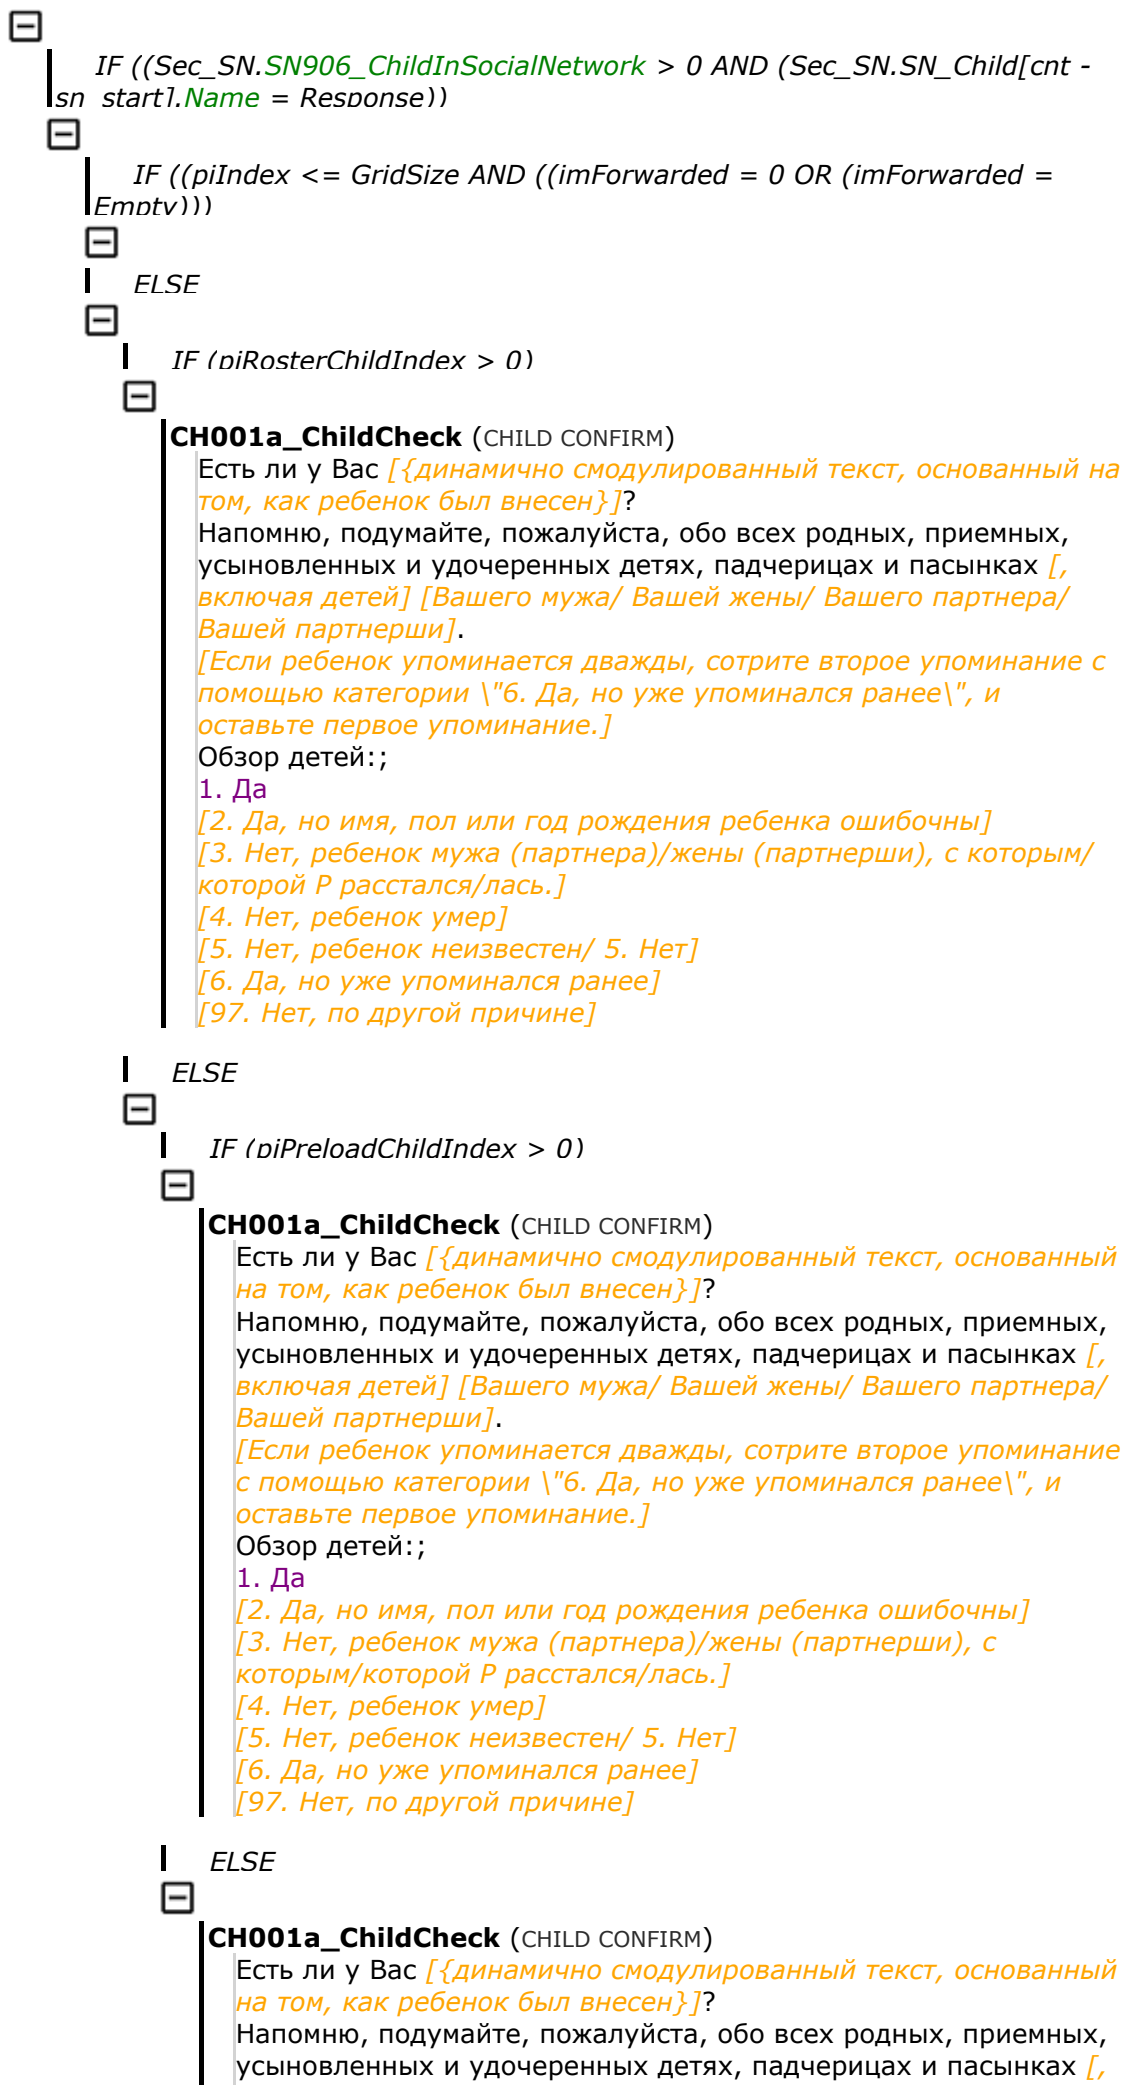 IF ((Sec_SN.SN906_ChildInSocialNetwork > 0 AND (Sec_SN.SN_Child[cnt -
sn_start].Name = Response))
IF ((piIndex <= GridSize AND ((imForwarded = 0 OR (imForwarded =
Empty)))
ELSE
IF (piRosterChildIndex > 0)
CH001a_ChildCheck (CHILD CONFIRM)
Есть ли у Вас [{динамично смодулированный текст, основанный на
том, как ребенок был внесен}]?
Напомню, подумайте, пожалуйста, обо всех родных, приемных,
усыновленных и удочеренных детях, падчерицах и пасынках [,
включая детей] [Вашего мужа/ Вашей жены/ Вашего партнера/
Вашей партнерши].
[Если ребенок упоминается дважды, сотрите второе упоминание с
помощью категории \"6. Да, но уже упоминался ранее\", и
оставьте первое упоминание.]
Обзор детей:;
1. Да
[2. Да, но имя, пол или год рождения ребенка ошибочны]
[3. Нет, ребенок мужа (партнера)/жены (партнерши), с которым/
которой Р расстался/лась.]
[4. Нет, ребенок умер]
[5. Нет, ребенок неизвестен/ 5. Нет]
[6. Да, но уже упоминался ранее]
[97. Нет, по другой причине]
ELSE
IF (piPreloadChildIndex > 0)
CH001a_ChildCheck (CHILD CONFIRM)
Есть ли у Вас [{динамично смодулированный текст, основанный
на том, как ребенок был внесен}]?
Напомню, подумайте, пожалуйста, обо всех родных, приемных,
усыновленных и удочеренных детях, падчерицах и пасынках [,
включая детей] [Вашего мужа/ Вашей жены/ Вашего партнера/
Вашей партнерши].
[Если ребенок упоминается дважды, сотрите второе упоминание
с помощью категории \"6. Да, но уже упоминался ранее\", и
оставьте первое упоминание.]
Обзор детей:;
1. Да
[2. Да, но имя, пол или год рождения ребенка ошибочны]
[3. Нет, ребенок мужа (партнера)/жены (партнерши), с
которым/которой Р расстался/лась.]
[4. Нет, ребенок умер]
[5. Нет, ребенок неизвестен/ 5. Нет]
[6. Да, но уже упоминался ранее]
[97. Нет, по другой причине]
ELSE
CH001a_ChildCheck (CHILD CONFIRM)
Есть ли у Вас [{динамично смодулированный текст, основанный
на том, как ребенок был внесен}]?
Напомню, подумайте, пожалуйста, обо всех родных, приемных,
усыновленных и удочеренных детях, падчерицах и пасынках [,